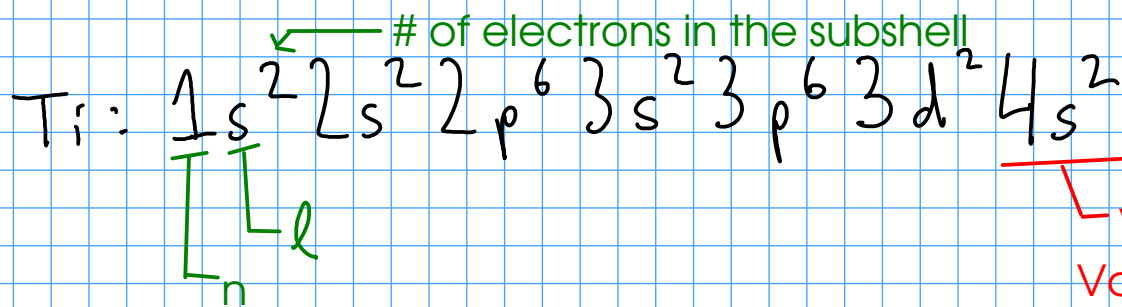 # of electrons in the subshell
Ti: 1s²2s²2p⁶3s²3p⁶3d²4s²
l
n